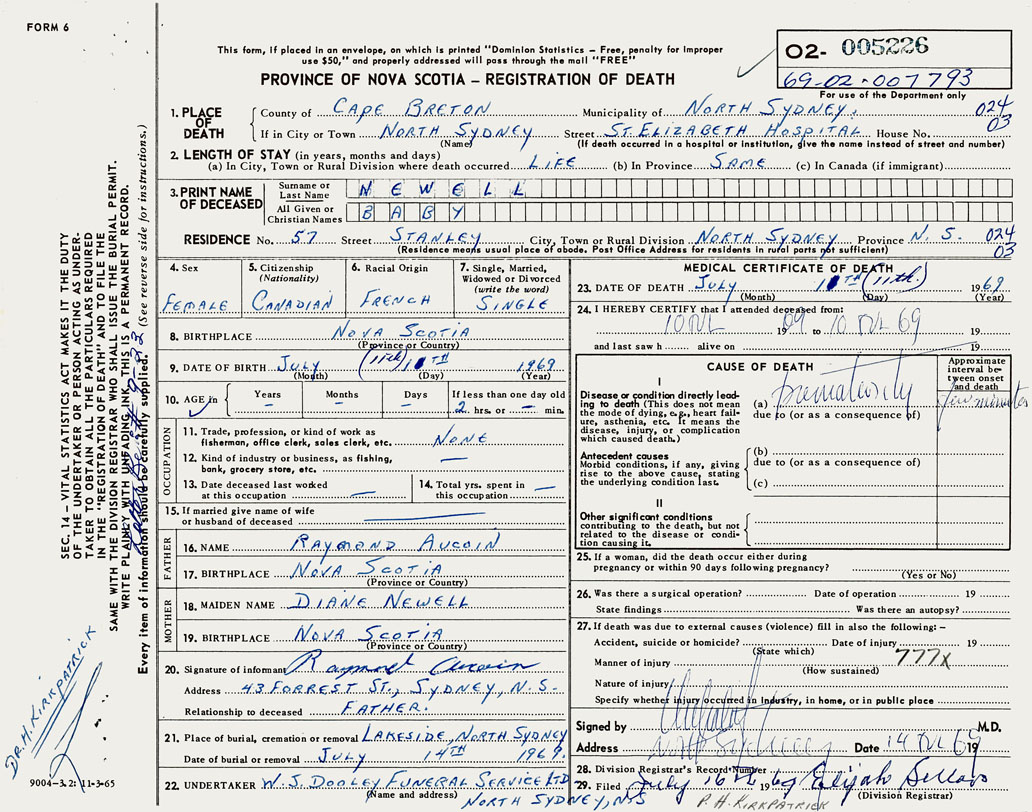 FORM 6
This form, if placed in an envelope, on which is printed "Dominion Statistics – Free, penalty for improper
use $50," and properly addressed will pass through the mail "FREE"
PROVINCE OF NOVA SCOTIA – REGISTRATION OF DEATH
O2- 005226
69-02-007793
For use of the Department only
1. PLACE OF DEATH
County of CAPE BRETON Municipality of NORTH SYDNEY. 024
If in City or Town NORTH SYDNEY Street ST. ELIZABETH HOSPITAL House No. 03
(Name) (If death occurred in a hospital or institution, give the name instead of street and number)
2. LENGTH OF STAY (in years, months and days)
(a) In City, Town or Rural Division where death occurred LIFE (b) In Province SAME (c) In Canada (if immigrant)
3. PRINT NAME OF DECEASED
Surname or Last Name NEWELL
All Given or Christian Names BABY
RESIDENCE No. 57 Street STANLEY City, Town or Rural Division NORTH SYDNEY Province N. S. 024
(Residence means usual place of abode. Post Office Address for residents in rural parts not sufficient) 03
4. Sex
FEMALE
5. Citizenship
(Nationality)
CANADIAN
6. Racial Origin
FRENCH
7. Single, Married,
Widowed or Divorced
(write the word)
SINGLE
8. BIRTHPLACE NOVA SCOTIA
(Province or Country)
9. DATE OF BIRTH JULY (11th) 1969
(Month) (Day) (Year)
10. AGE in
Years –
Months –
Days –
If less than one day
2 hrs. or – min.
OCCUPATION
11. Trade, profession, or kind of work as
fisherman, office clerk, sales clerk, etc. NONE
12. Kind of industry or business, as fishing,
bank, grocery store, etc. —
13. Date deceased last worked
at this occupation —
14. Total yrs. spent in
this occupation —
15. If married give name of wife
or husband of deceased —
FATHER
16. NAME RAYMOND AUCOIN
17. BIRTHPLACE NOVA SCOTIA
(Province or Country)
MOTHER
18. MAIDEN NAME DIANE NEWELL
19. BIRTHPLACE NOVA SCOTIA
(Province or Country)
20. Signature of informant Raymond Aucoin
Address 43 FORREST ST., SYDNEY, N.S.
Relationship to deceased FATHER.
21. Place of burial, cremation or removal LAKESIDE, NORTH SYDNEY
Date of burial or removal JULY 14TH 1969.
22. UNDERTAKER W. S. DOOLEY FUNERAL SERVICE LTD
(Name and address) NORTH SYDNEY, NS
MEDICAL CERTIFICATE OF DEATH
23. DATE OF DEATH JULY (11th.) 1969
(Month) (Day) (Year)
24. I HEREBY CERTIFY that I attended deceased from:
19 to 10 JUL 69 19
and last saw h alive on 19
CAUSE OF DEATH
Approximate interval between onset and death
I
Disease or condition directly leading to death (This does not mean the mode of dying, e.g., heart failure, asthenia, etc. It means the disease, injury, or complication which caused death.)
(a) prematurity few minutes
due to (or as a consequence of)
Antecedent causes
Morbid conditions, if any, giving rise to the above cause, stating the underlying condition last.
(b)
due to (or as a consequence of)
(c)
II
Other significant conditions
contributing to the death, but not related to the disease or condition causing it.
25. If a woman, did the death occur either during
pregnancy or within 90 days following pregnancy?
(Yes or No)
26. Was there a surgical operation? Date of operation 19
State findings Was there an autopsy?
27. If death was due to external causes (violence) fill in also the following: –
Accident, suicide or homicide? Date of injury 19
(State which)
Manner of injury 777X
(How sustained)
Nature of injury
Specify whether injury occurred in Industry, in home, or in public place
Signed by M.D.
Address North Sydney Date 14 JUL 69 19
28. Division Registrar's Record Number
29. Filed July 16th 1969 Elijah
(Division Registrar)
P. H. KIRKPATRICK
SEC. 14 – VITAL STATISTICS ACT MAKES IT THE DUTY
OF THE UNDERTAKER OR PERSON ACTING AS UNDER-
TAKER TO OBTAIN ALL THE PARTICULARS REQUIRED
IN THE "REGISTRATION OF DEATH" AND TO FILE THE
SAME WITH THE DIVISION REGISTRAR WHO SHALL ISSUE THE BURIAL PERMIT.
WRITE PLAINLY WITH UNFADING INK. THIS IS A PERMANENT RECORD.
Every item of information should be carefully supplied. (See reverse side for instructions.)
DR. H. KIRKPATRICK
9004-3.2: 11-3-65